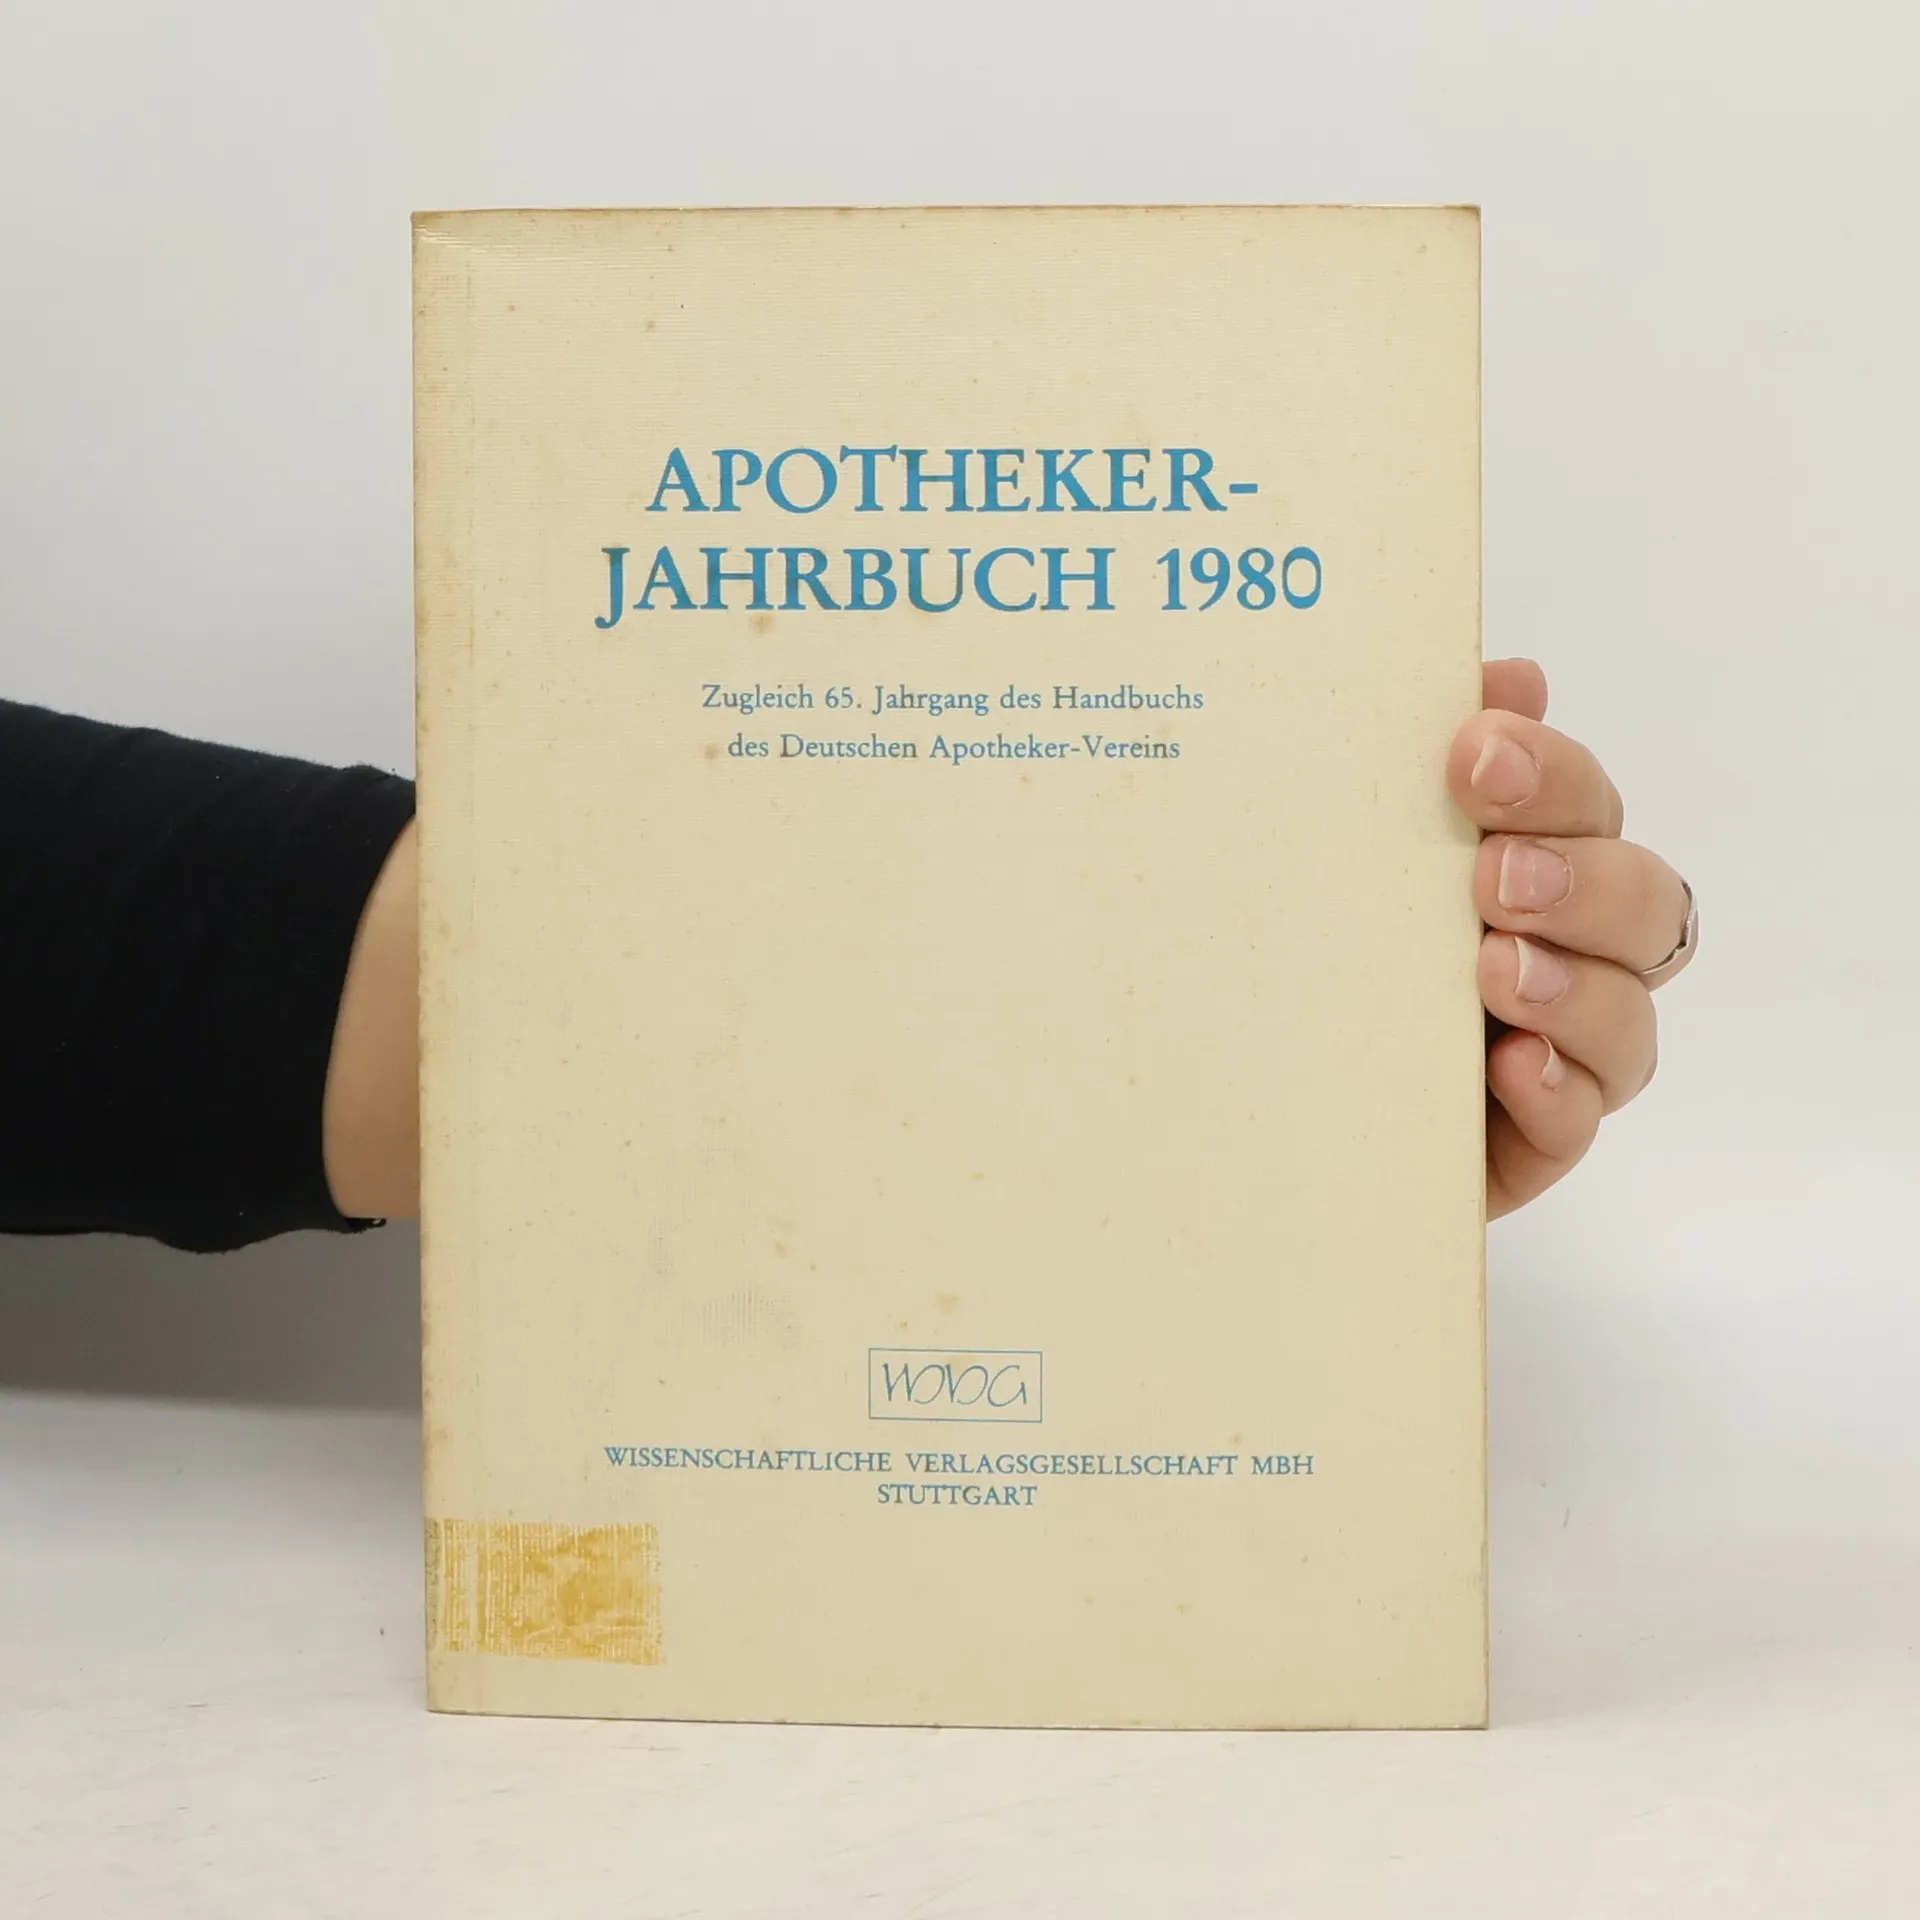 APOTHEKER-
JAHRBUCH 1980
Zugleich 65. Jahrgang des Handbuchs
des Deutschen Apotheker-Vereins
WVG
WISSENSCHAFTLICHE VERLAGSGESELLSCHAFT MBH
STUTTGART